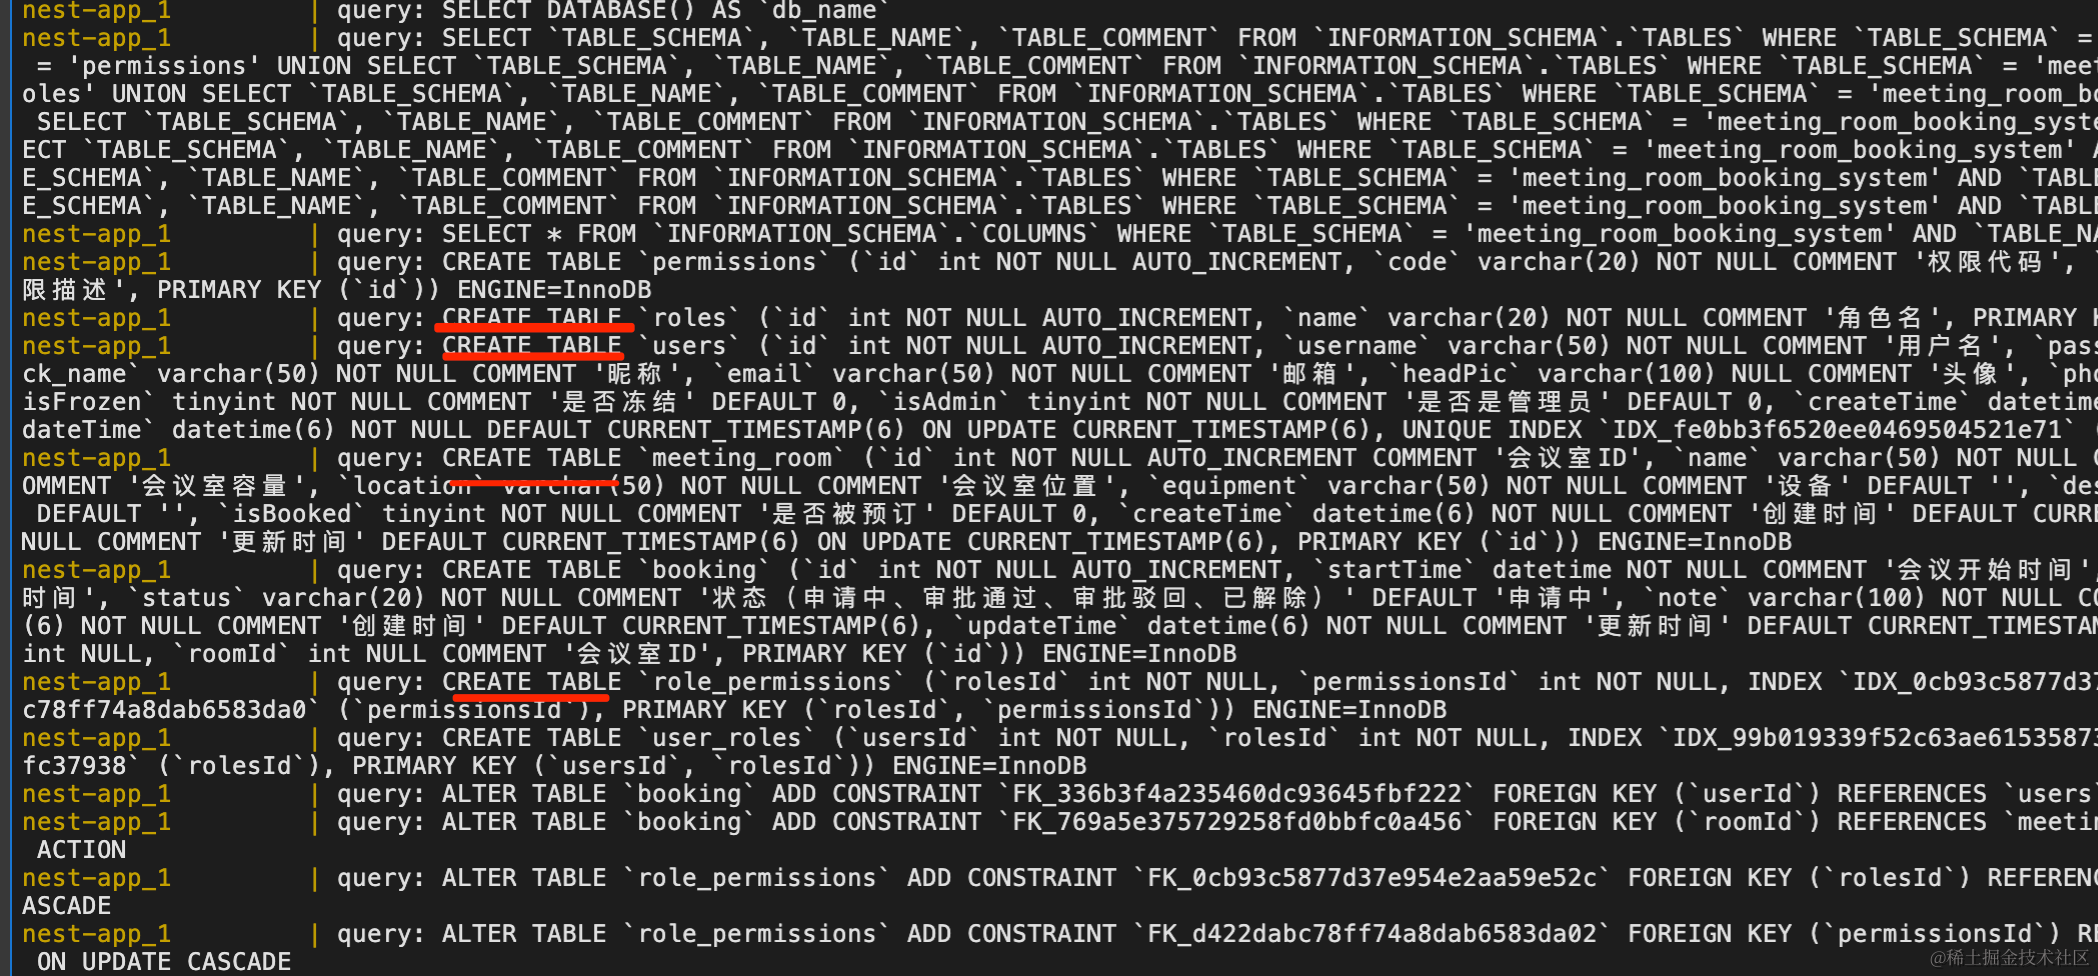 nest-app_1 | query: SELECT DATABASE() AS `db_name`
nest-app_1 | query: SELECT `TABLE_SCHEMA`, `TABLE_NAME`, `TABLE_COMMENT` FROM `INFORMATION_SCHEMA`.`TABLES` WHERE `TABLE_SCHEMA` =
= 'permissions' UNION SELECT `TABLE_SCHEMA`, `TABLE_NAME`, `TABLE_COMMENT` FROM `INFORMATION_SCHEMA`.`TABLES` WHERE `TABLE_SCHEMA` = 'meet
oles' UNION SELECT `TABLE_SCHEMA`, `TABLE_NAME`, `TABLE_COMMENT` FROM `INFORMATION_SCHEMA`.`TABLES` WHERE `TABLE_SCHEMA` = 'meeting_room_bo
SELECT `TABLE_SCHEMA`, `TABLE_NAME`, `TABLE_COMMENT` FROM `INFORMATION_SCHEMA`.`TABLES` WHERE `TABLE_SCHEMA` = 'meeting_room_booking_syste
ECT `TABLE_SCHEMA`, `TABLE_NAME`, `TABLE_COMMENT` FROM `INFORMATION_SCHEMA`.`TABLES` WHERE `TABLE_SCHEMA` = 'meeting_room_booking_system' A
E_SCHEMA`, `TABLE_NAME`, `TABLE_COMMENT` FROM `INFORMATION_SCHEMA`.`TABLES` WHERE `TABLE_SCHEMA` = 'meeting_room_booking_system' AND `TABL
E_SCHEMA`, `TABLE_NAME`, `TABLE_COMMENT` FROM `INFORMATION_SCHEMA`.`TABLES` WHERE `TABLE_SCHEMA` = 'meeting_room_booking_system' AND `TABL
nest-app_1 | query: SELECT * FROM `INFORMATION_SCHEMA`.`COLUMNS` WHERE `TABLE_SCHEMA` = 'meeting_room_booking_system' AND `TABLE_NA
nest-app_1 | query: CREATE TABLE `permissions` (`id` int NOT NULL AUTO_INCREMENT, `code` varchar(20) NOT NULL COMMENT '权限代码', `
限描述', PRIMARY KEY (`id`)) ENGINE=InnoDB
nest-app_1 | query: CREATE TABLE `roles` (`id` int NOT NULL AUTO_INCREMENT, `name` varchar(20) NOT NULL COMMENT '角色名', PRIMARY K
nest-app_1 | query: CREATE TABLE `users` (`id` int NOT NULL AUTO_INCREMENT, `username` varchar(50) NOT NULL COMMENT '用户名', `pass
ck_name` varchar(50) NOT NULL COMMENT '昵称', `email` varchar(50) NOT NULL COMMENT '邮箱', `headPic` varchar(100) NULL COMMENT '头像', `pho
isFrozen` tinyint NOT NULL COMMENT '是否冻结' DEFAULT 0, `isAdmin` tinyint NOT NULL COMMENT '是否是管理员' DEFAULT 0, `createTime` datetime
dateTime` datetime(6) NOT NULL DEFAULT CURRENT_TIMESTAMP(6) ON UPDATE CURRENT_TIMESTAMP(6), UNIQUE INDEX `IDX_fe0bb3f6520ee0469504521e71` (
nest-app_1 | query: CREATE TABLE `meeting_room` (`id` int NOT NULL AUTO_INCREMENT COMMENT '会议室ID', `name` varchar(50) NOT NULL C
OMMENT '会议室容量', `location` varchar(50) NOT NULL COMMENT '会议室位置', `equipment` varchar(50) NOT NULL COMMENT '设备' DEFAULT '', `des
DEFAULT '', `isBooked` tinyint NOT NULL COMMENT '是否被预订' DEFAULT 0, `createTime` datetime(6) NOT NULL COMMENT '创建时间' DEFAULT CURRE
NULL COMMENT '更新时间' DEFAULT CURRENT_TIMESTAMP(6) ON UPDATE CURRENT_TIMESTAMP(6), PRIMARY KEY (`id`)) ENGINE=InnoDB
nest-app_1 | query: CREATE TABLE `booking` (`id` int NOT NULL AUTO_INCREMENT, `startTime` datetime NOT NULL COMMENT '会议开始时间',
时间', `status` varchar(20) NOT NULL COMMENT '状态（申请中、审批通过、审批驳回、已解除）' DEFAULT '申请中', `note` varchar(100) NOT NULL CO
(6) NOT NULL COMMENT '创建时间' DEFAULT CURRENT_TIMESTAMP(6), `updateTime` datetime(6) NOT NULL COMMENT '更新时间' DEFAULT CURRENT_TIMESTAM
int NULL, `roomId` int NULL COMMENT '会议室ID', PRIMARY KEY (`id`)) ENGINE=InnoDB
nest-app_1 | query: CREATE TABLE `role_permissions` (`rolesId` int NOT NULL, `permissionsId` int NOT NULL, INDEX `IDX_0cb93c5877d37
c78ff74a8dab6583da0` (`permissionsId`), PRIMARY KEY (`rolesId`, `permissionsId`)) ENGINE=InnoDB
nest-app_1 | query: CREATE TABLE `user_roles` (`usersId` int NOT NULL, `rolesId` int NOT NULL, INDEX `IDX_99b019339f52c63ae61535873
fc37938` (`rolesId`), PRIMARY KEY (`usersId`, `rolesId`)) ENGINE=InnoDB
nest-app_1 | query: ALTER TABLE `booking` ADD CONSTRAINT `FK_336b3f4a235460dc93645fbf222` FOREIGN KEY (`userId`) REFERENCES `users`
nest-app_1 | query: ALTER TABLE `booking` ADD CONSTRAINT `FK_769a5e375729258fd0bbfc0a456` FOREIGN KEY (`roomId`) REFERENCES `meetin
ACTION
nest-app_1 | query: ALTER TABLE `role_permissions` ADD CONSTRAINT `FK_0cb93c5877d37e954e2aa59e52c` FOREIGN KEY (`rolesId`) REFERENC
ASCADE
nest-app_1 | query: ALTER TABLE `role_permissions` ADD CONSTRAINT `FK_d422dabc78ff74a8dab6583da02` FOREIGN KEY (`permissionsId`) RE
ON UPDATE CASCADE
@稀土掘金技术社区